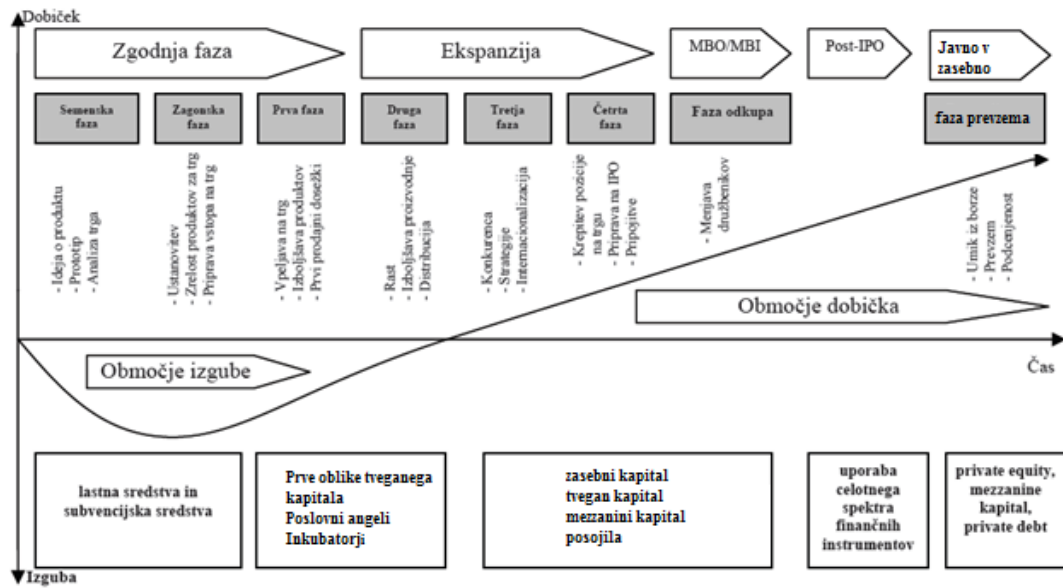 Dobiček
Zgodnja faza
Ekspanzija
MBO/MBI
Post-IPO
Javno v
zasebno
Semenska
faza
Zagonska
faza
Prva faza
Druga
faza
Tretja
faza
Četrta
faza
Faza odkupa
faza prevzema
- Ideja o produktu
- Prototip
- Analiza trga
- Ustanovitev
- Zrelost produktov za trg
- Priprava vstopa na trg
- Vpeljava na trg
- Izboljšava produktov
- Prvi prodajni dosežki
- Rast
- Izboljšava proizvodnje
- Distribucija
- Konkurenca
- Strategije
- Internacionalizacija
- Krepitev pozicije
na trgu
- Priprava na IPO
- Pripojitve
- Menjava
družbenikov
- Umik iz borze
- Prevzem
- Podcenjenost
Območje dobička
Območje izgube
Čas
lastna sredstva in
subvencijska sredstva
Prve oblike tveganega
kapitala
Poslovni angeli
Inkubatorji
zasebni kapital
tvegan kapital
mezzanini kapital
posojila
uporaba
celotnega
spektra
finančnih
instrumentov
private equity,
mezzanine
kapital,
private debt
Izguba